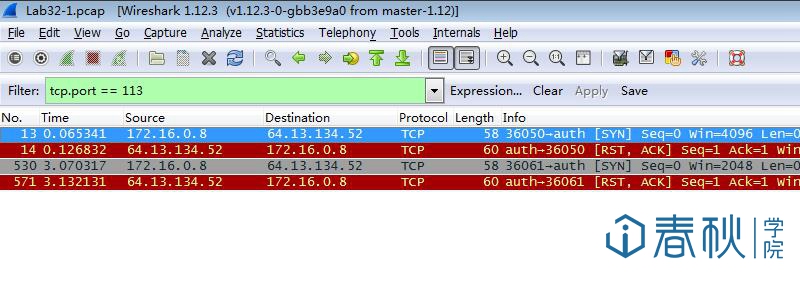 Lab32-1.pcap [Wireshark 1.12.3 (v1.12.3-0-gbb3e9a0 from master-1.12)]
File Edit View Go Capture Analyze Statistics Telephony Tools Internals Help
Filter: tcp.port == 113 Expression... Clear Apply Save
No. Time Source Destination Protocol Length Info
13 0.065341 172.16.0.8 64.13.134.52 TCP 58 36050→auth [SYN] Seq=0 Win=4096 Len=0
14 0.126832 64.13.134.52 172.16.0.8 TCP 60 auth→36050 [RST, ACK] Seq=1 Ack=1 Win
530 3.070317 172.16.0.8 64.13.134.52 TCP 58 36061→auth [SYN] Seq=0 Win=2048 Len=0
571 3.132131 64.13.134.52 172.16.0.8 TCP 60 auth→36061 [RST, ACK] Seq=1 Ack=1 Win
春秋学院